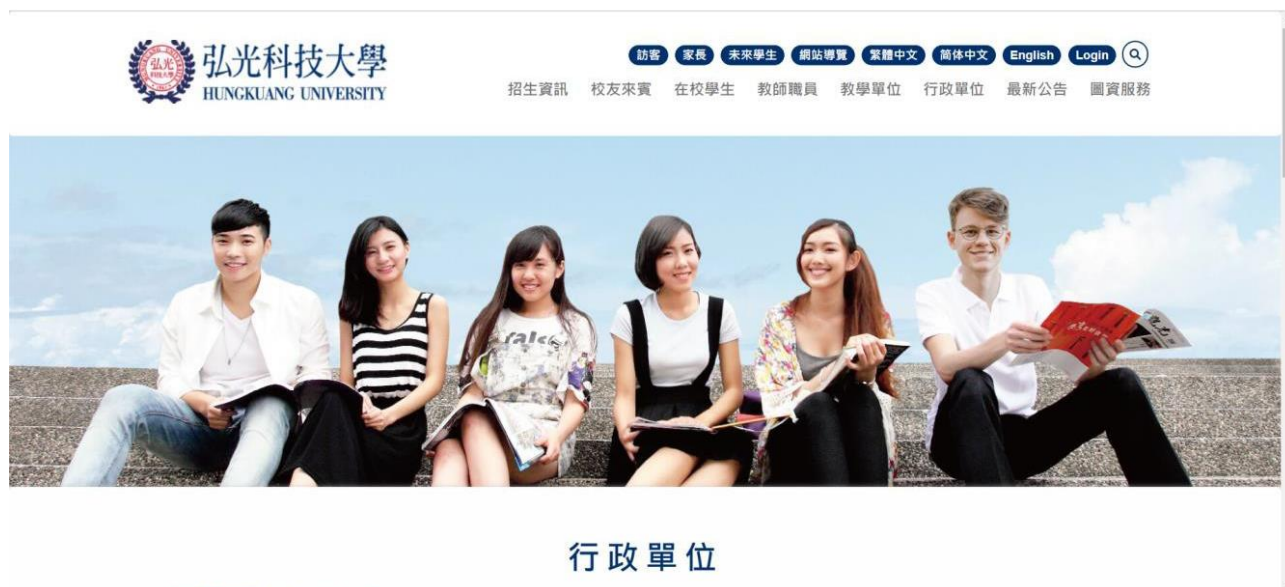 弘光科技大學
HUNGKUANG UNIVERSITY
訪客 家長 未來學生 網站導覽 繁體中文 简体中文 English Login
招生資訊 校友來賓 在校學生 教師職員 教學單位 行政單位 最新公告 圖資服務
行政單位